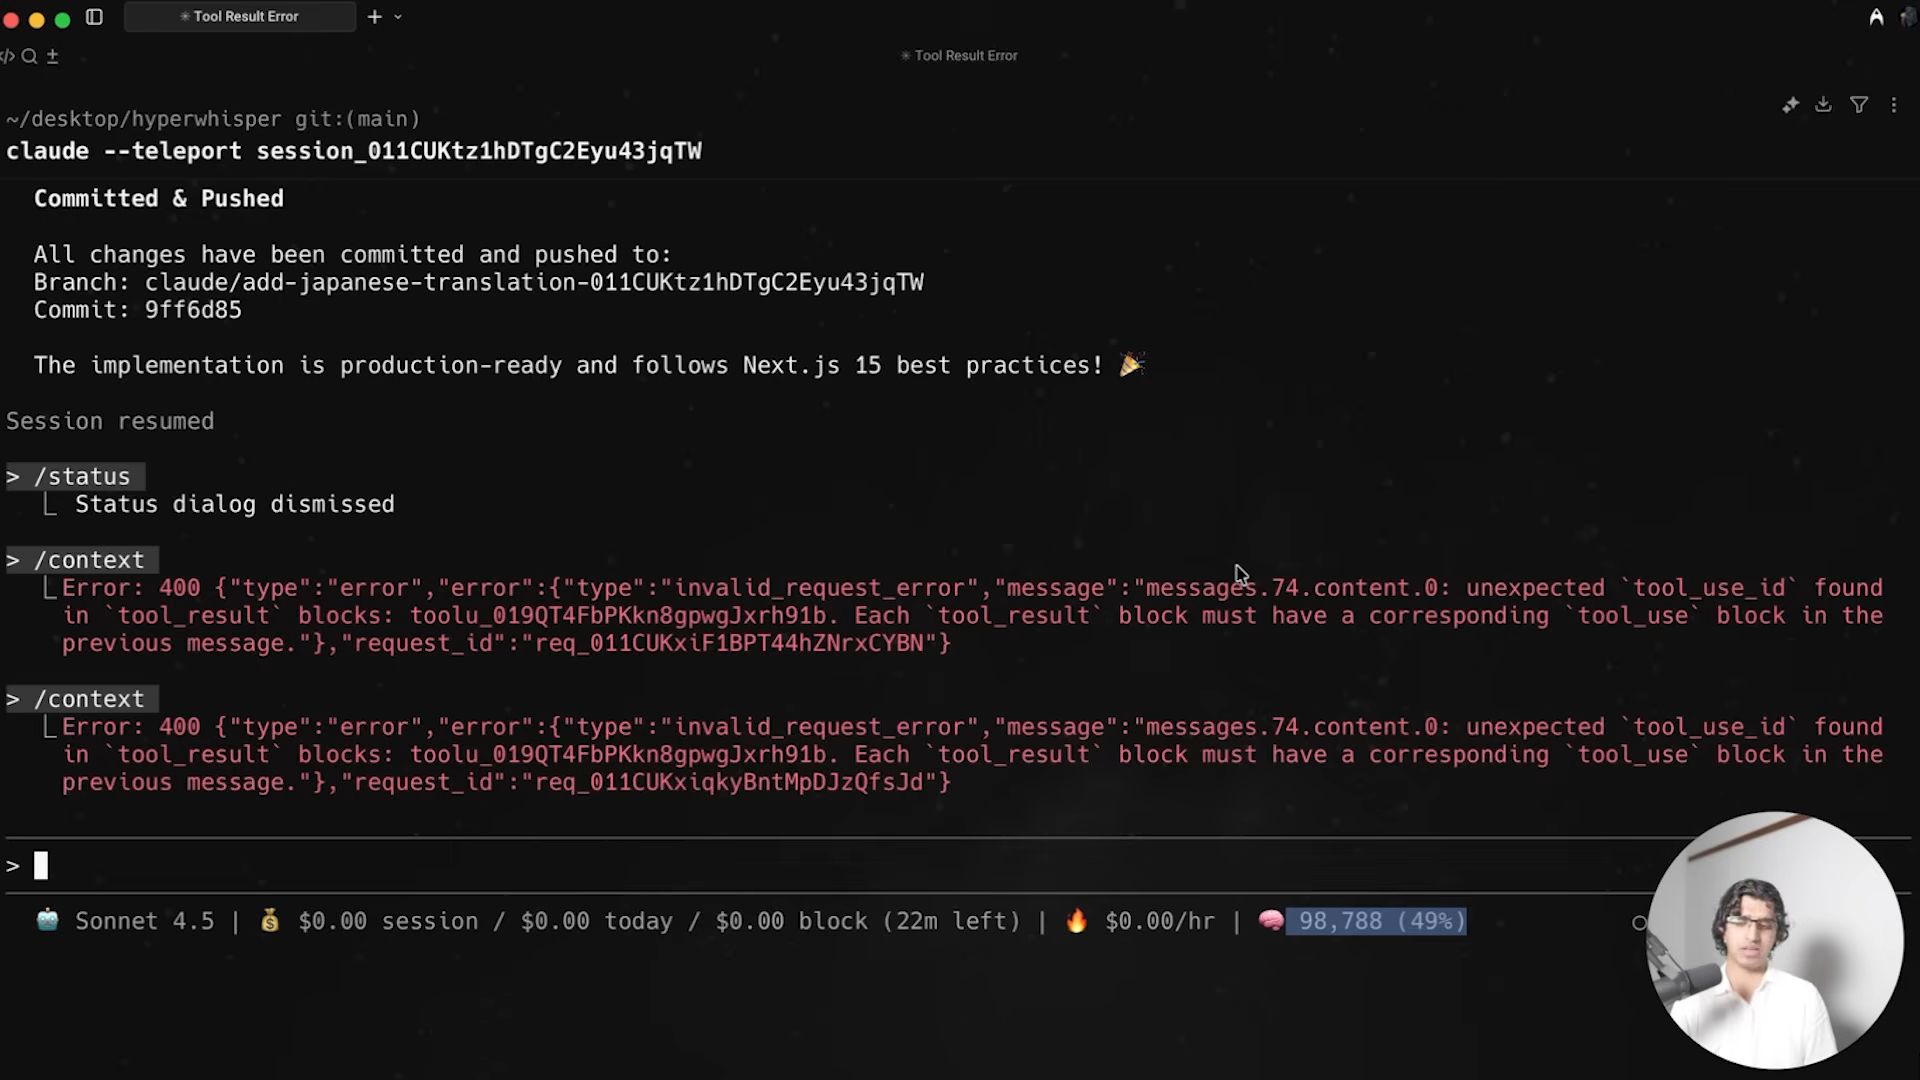 ✳ Tool Result Error
✳ Tool Result Error
~/desktop/hyperwhisper git:(main)
claude --teleport session_011CUKtz1hDTgC2Eyu43jqTW
Committed & Pushed
All changes have been committed and pushed to:
Branch: claude/add-japanese-translation-011CUKtz1hDTgC2Eyu43jqTW
Commit: 9ff6d85
The implementation is production-ready and follows Next.js 15 best practices! 🎉
Session resumed
> /status
⎿ Status dialog dismissed
> /context
⎿ Error: 400 {"type":"error","error":{"type":"invalid_request_error","message":"messages.74.content.0: unexpected `tool_use_id` found
in `tool_result` blocks: toolu_019QT4FbPKkn8gpwgJxrh91b. Each `tool_result` block must have a corresponding `tool_use` block in the
previous message."},"request_id":"req_011CUKxiF1BPT44hZNrxCYBN"}
> /context
⎿ Error: 400 {"type":"error","error":{"type":"invalid_request_error","message":"messages.74.content.0: unexpected `tool_use_id` found
in `tool_result` blocks: toolu_019QT4FbPKkn8gpwgJxrh91b. Each `tool_result` block must have a corresponding `tool_use` block in the
previous message."},"request_id":"req_011CUKxiqkyBntMpDJzQfsJd"}
>
🤖 Sonnet 4.5 | 💰 $0.00 session / $0.00 today / $0.00 block (22m left) | 🔥 $0.00/hr | 🧠 98,788 (49%)